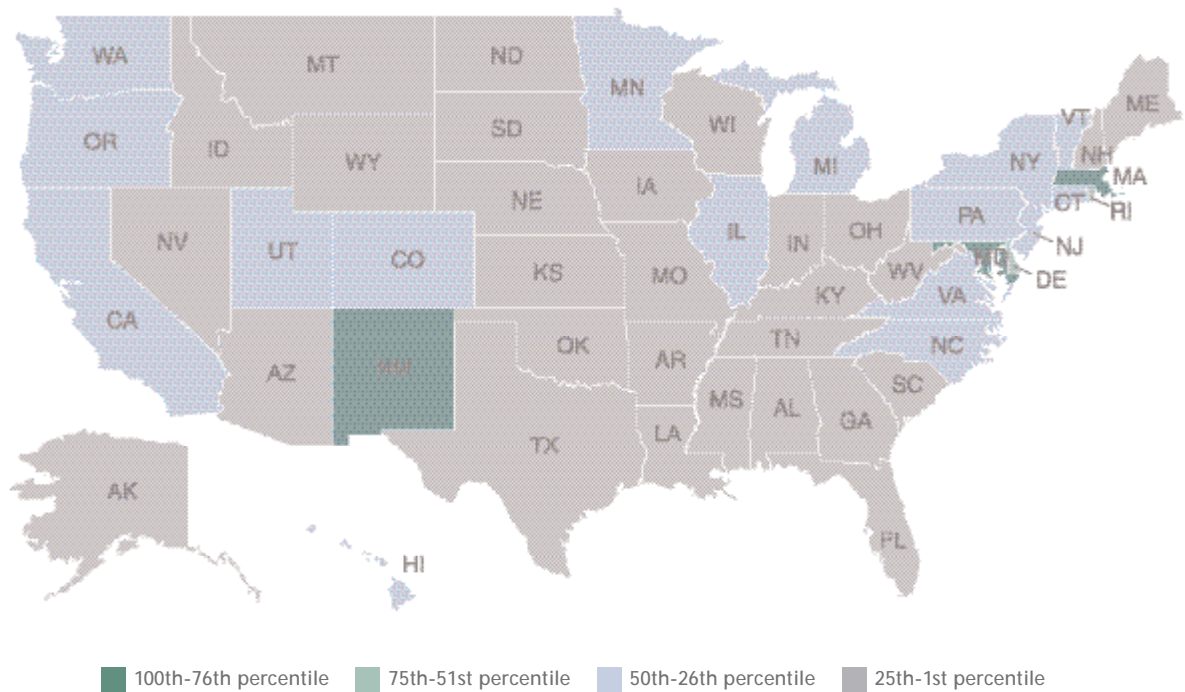 WA
MT
ND
MN
OR
ID
WY
SD
WI
MI
NY
VT
NH
ME
MA
CT
RI
NV
UT
CO
NE
IA
IL
IN
OH
PA
NJ
KS
MO
WV
MD
DE
KY
VA
CA
AZ
OK
AR
TN
NC
SC
TX
LA
MS
AL
GA
FL
AK
HI
100th-76th percentile
75th-51st percentile
50th-26th percentile
25th-1st percentile